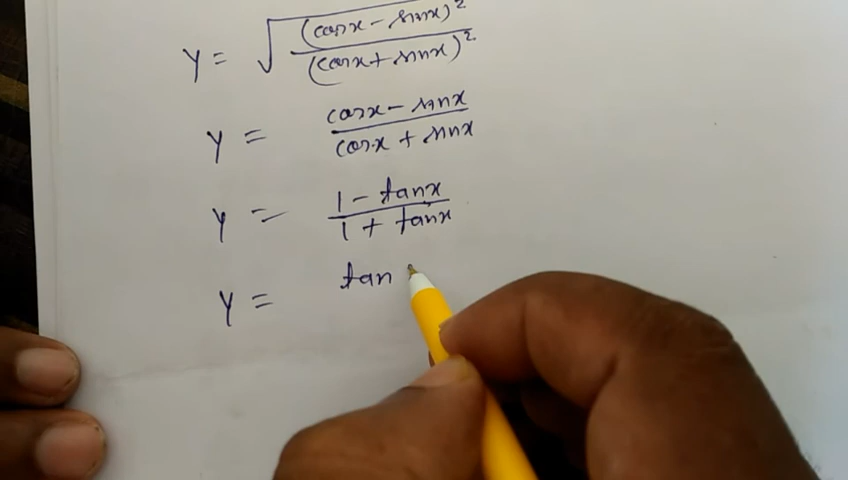 y = √((cosx - sinx)² / (cosx + sinx)²)
y = (cosx - sinx) / (cosx + sinx)
y = (1 - tanx) / (1 + tanx)
y = tan